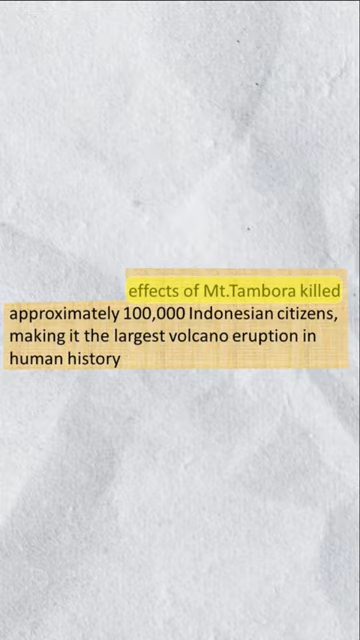 effects of Mt.Tambora killed
approximately 100,000 Indonesian citizens,
making it the largest volcano eruption in
human history